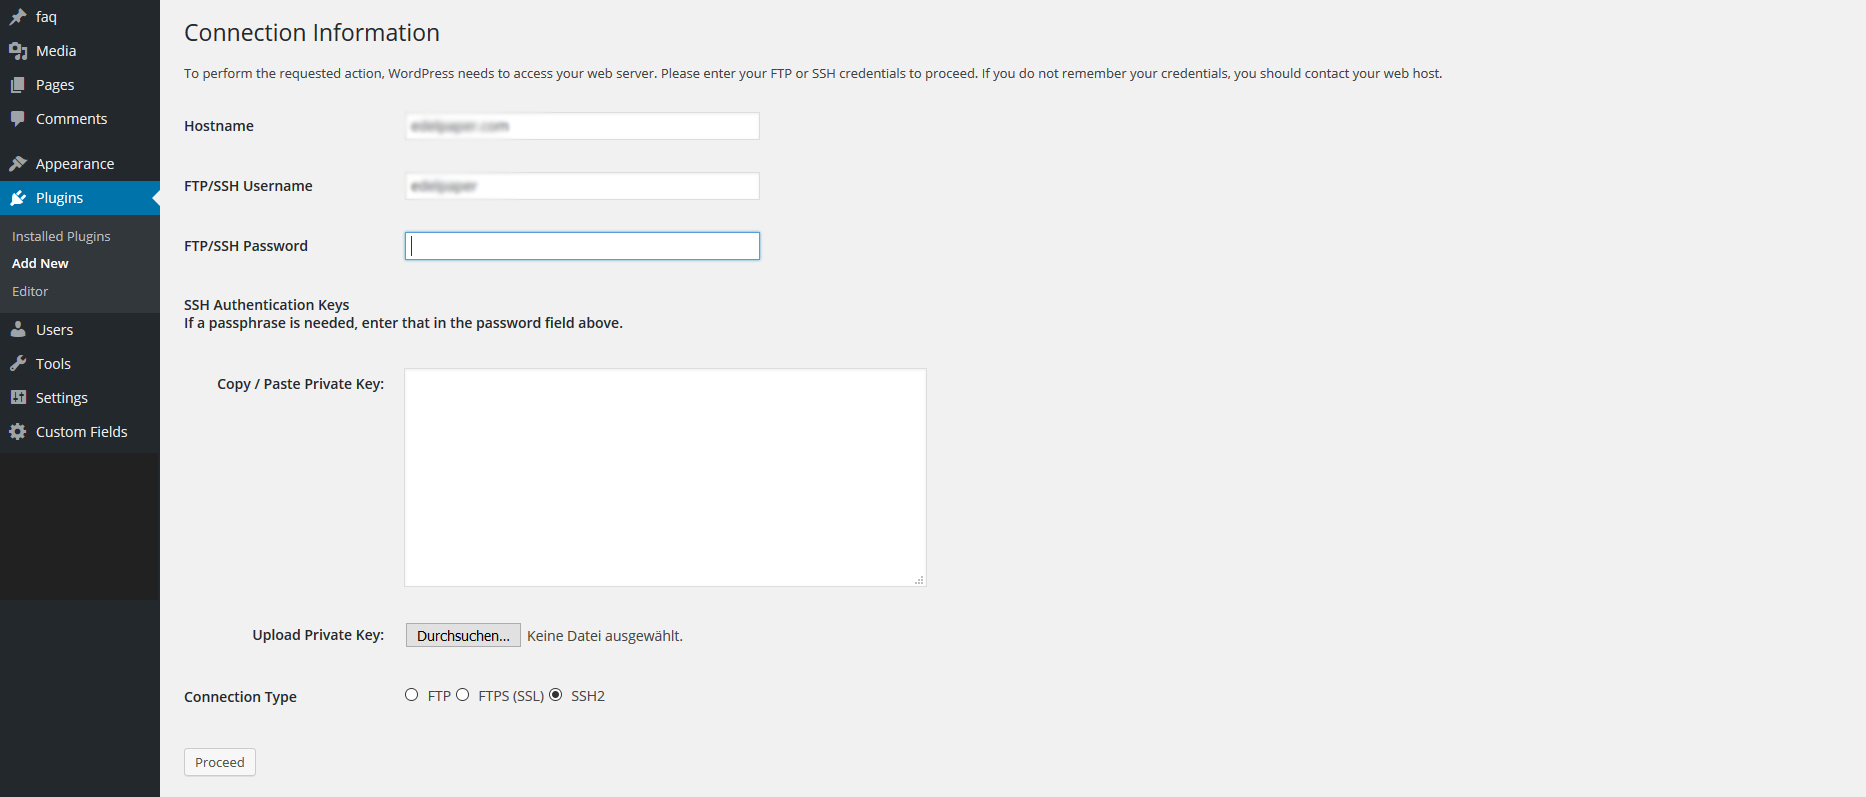 faq
Media
Pages
Comments
Appearance
Plugins
Installed Plugins
Add New
Editor
Users
Tools
Settings
Custom Fields
Connection Information
To perform the requested action, WordPress needs to access your web server. Please enter your FTP or SSH credentials to proceed. If you do not remember your credentials, you should contact your web host.
Hostname
FTP/SSH Username
FTP/SSH Password
SSH Authentication Keys
If a passphrase is needed, enter that in the password field above.
Copy / Paste Private Key:
Upload Private Key: Durchsuchen... Keine Datei ausgewählt.
Connection Type FTP FTPS (SSL) SSH2
Proceed